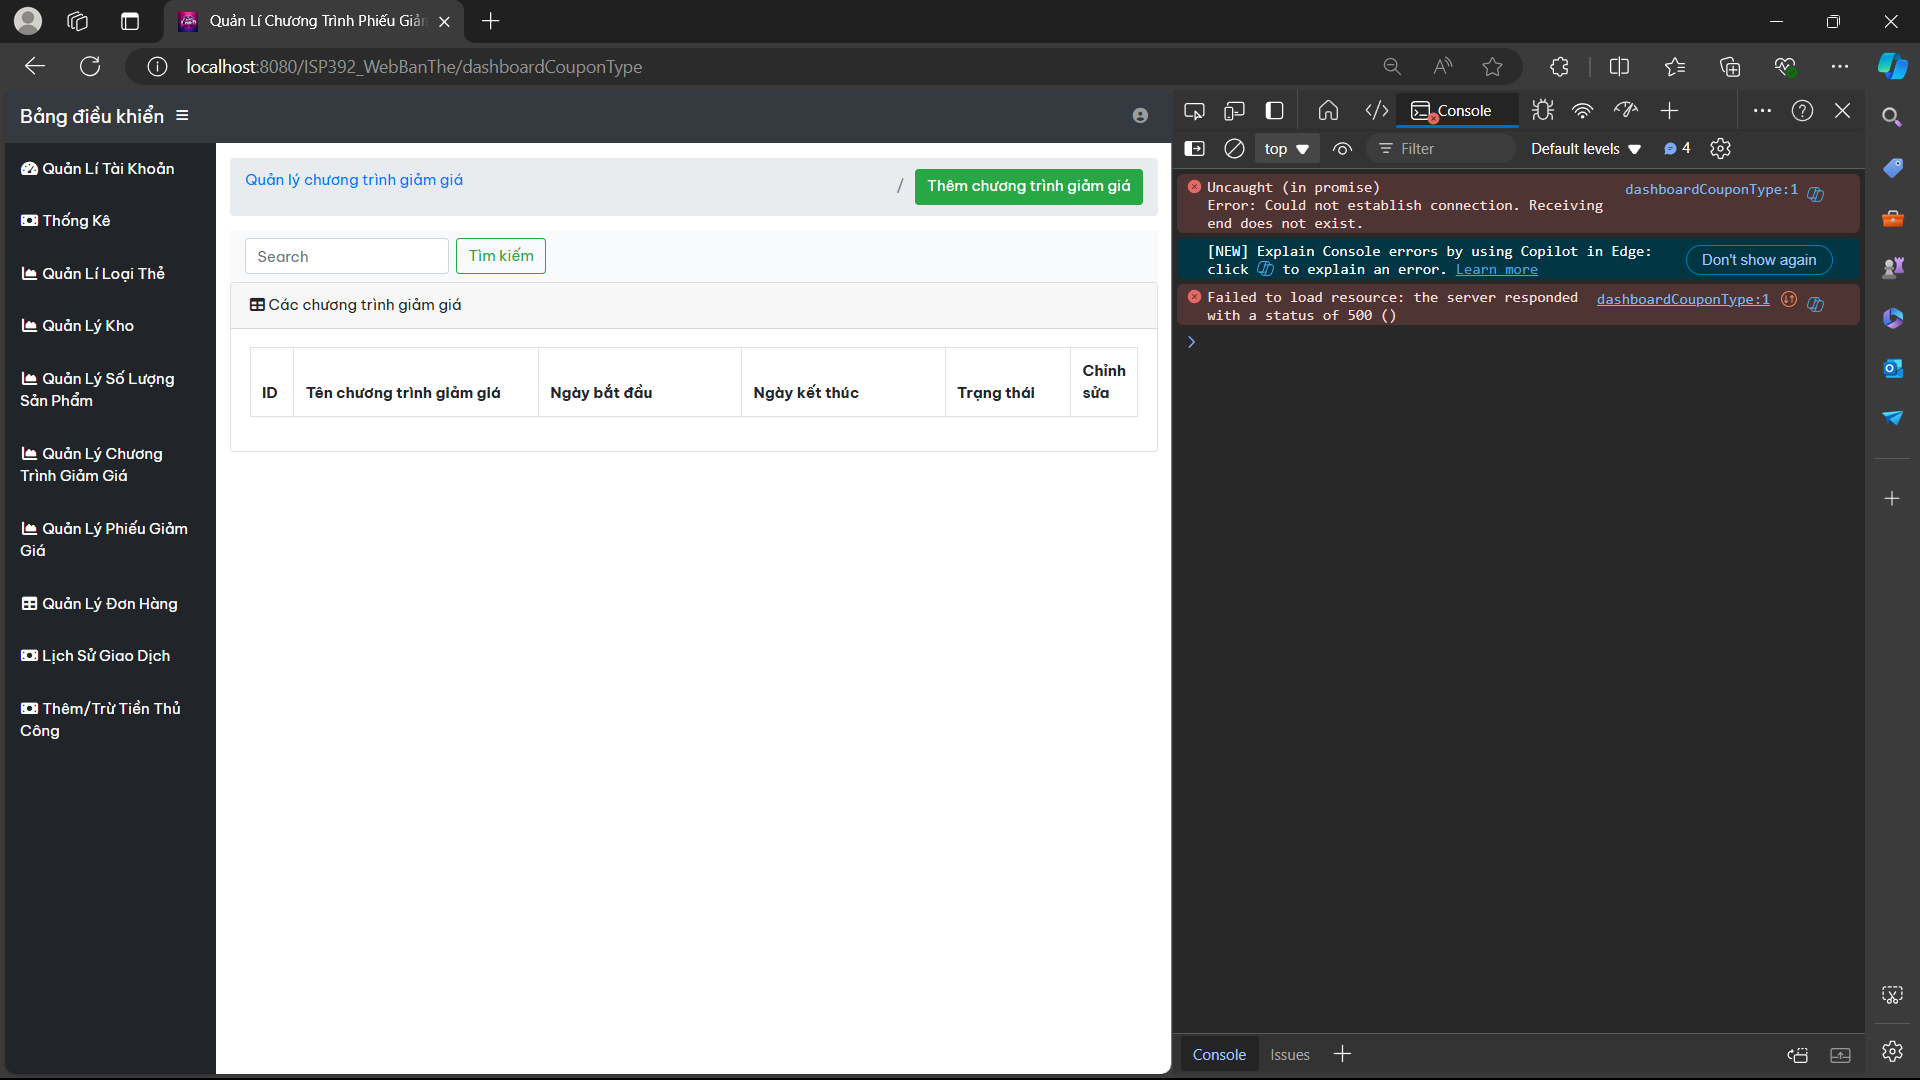 Quản Lí Chương Trình Phiếu Giảm
localhost:8080/ISP392_WebBanThe/dashboardCouponType
Bảng điều khiển
Quản Lí Tài Khoản
Thống Kê
Quản Lí Loại Thẻ
Quản Lý Kho
Quản Lý Số Lượng
Sản Phẩm
Quản Lý Chương
Trình Giảm Giá
Quản Lý Phiếu Giảm
Giá
Quản Lý Đơn Hàng
Lịch Sử Giao Dịch
Thêm/Trừ Tiền Thủ
Công
Quản lý chương trình giảm giá
/ Thêm chương trình giảm giá
Search Tìm kiếm
Các chương trình giảm giá
ID Tên chương trình giảm giá Ngày bắt đầu Ngày kết thúc Trạng thái Chỉnh
sửa
Console
top Filter Default levels 4
Uncaught (in promise) dashboardCouponType:1
Error: Could not establish connection. Receiving
end does not exist.
[NEW] Explain Console errors by using Copilot in Edge:
click to explain an error. Learn more
Don't show again
Failed to load resource: the server responded dashboardCouponType:1
with a status of 500 ()
Console Issues